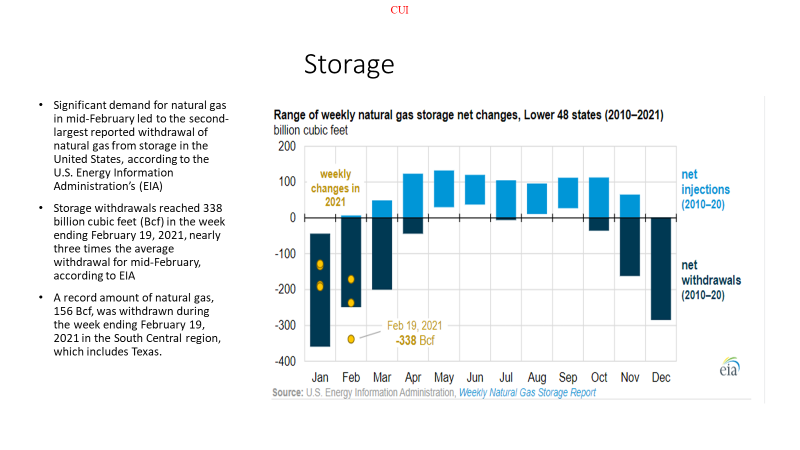 CUI
Storage
• Significant demand for natural gas
in mid-February led to the second-
largest reported withdrawal of
natural gas from storage in the
United States, according to the
U.S. Energy Information
Administration's (EIA)
• Storage withdrawals reached 338
billion cubic feet (Bcf) in the week
ending February 19, 2021, nearly
three times the average
withdrawal for mid-February,
according to EIA
• A record amount of natural gas,
156 Bcf, was withdrawn during
the week ending February 19,
2021 in the South Central region,
which includes Texas.
Range of weekly natural gas storage net changes, Lower 48 states (2010–2021)
billion cubic feet
200
100
0
-100
-200
-300
-400
weekly
changes in
2021
net
injections
(2010–20)
net
withdrawals
(2010–20)
Feb 19, 2021
-338 Bcf
Jan Feb Mar Apr May Jun Jul Aug Sep Oct Nov Dec
eia
Source: U.S. Energy Information Administration, Weekly Natural Gas Storage Report